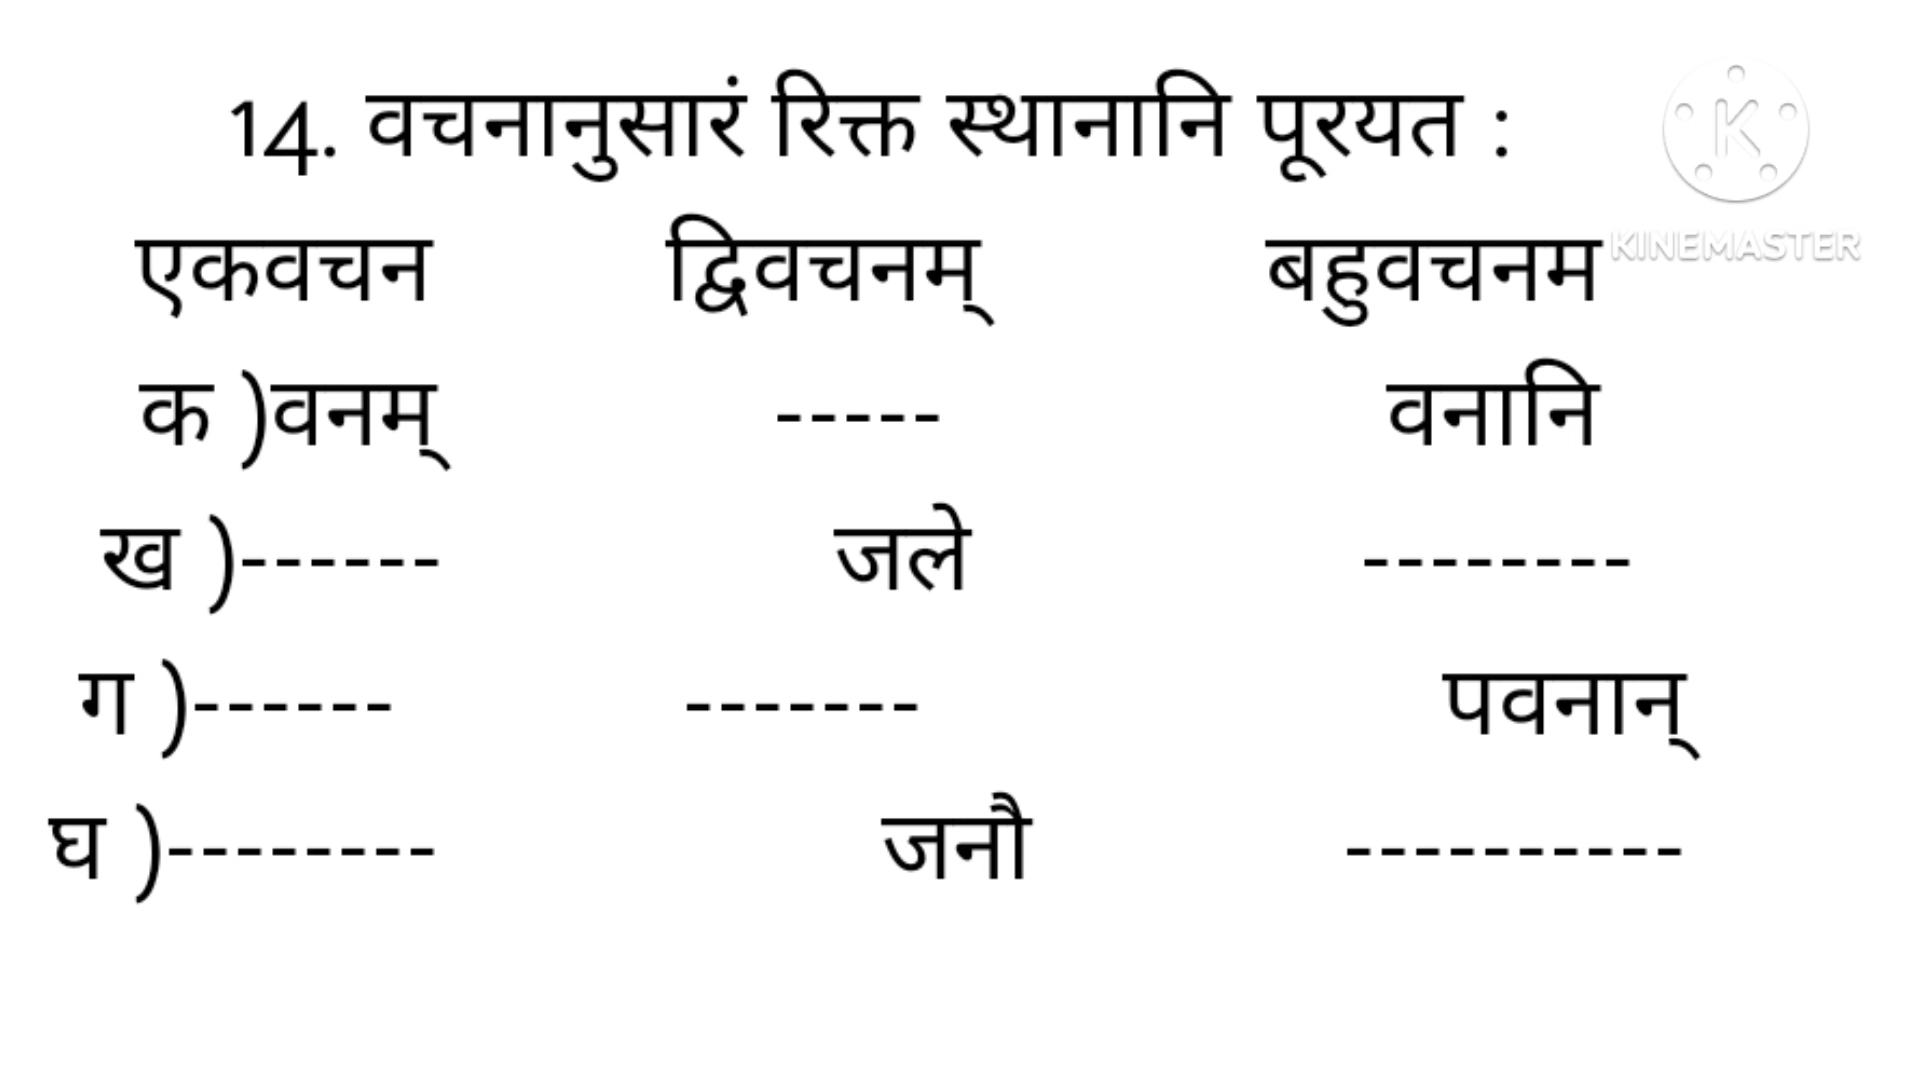 14. वचनानुसारं रिक्त स्थानानि पूरयत :
एकवचन द्विवचनम् बहुवचनम
क )वनम् ----- वनानि
ख )------ जले --------
ग )------ ------- पवनान्
घ )-------- जनौ ----------
K
KINEMASTER